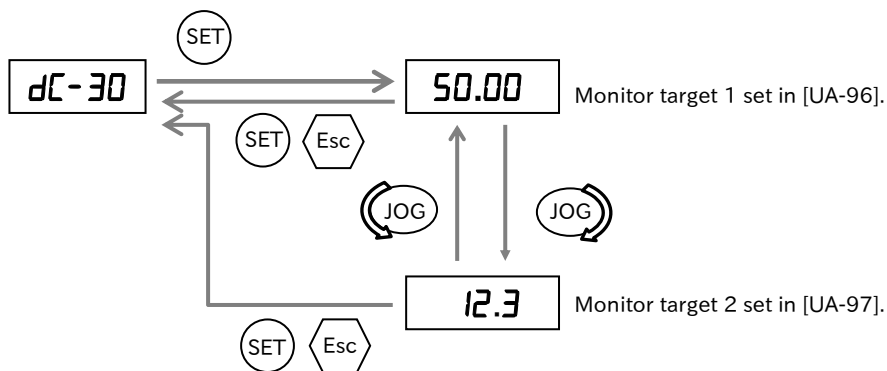 SET
dC-30
50.00
Monitor target 1 set in [UA-96].
SET
Esc
JOG
JOG
12.3
Monitor target 2 set in [UA-97].
SET
Esc